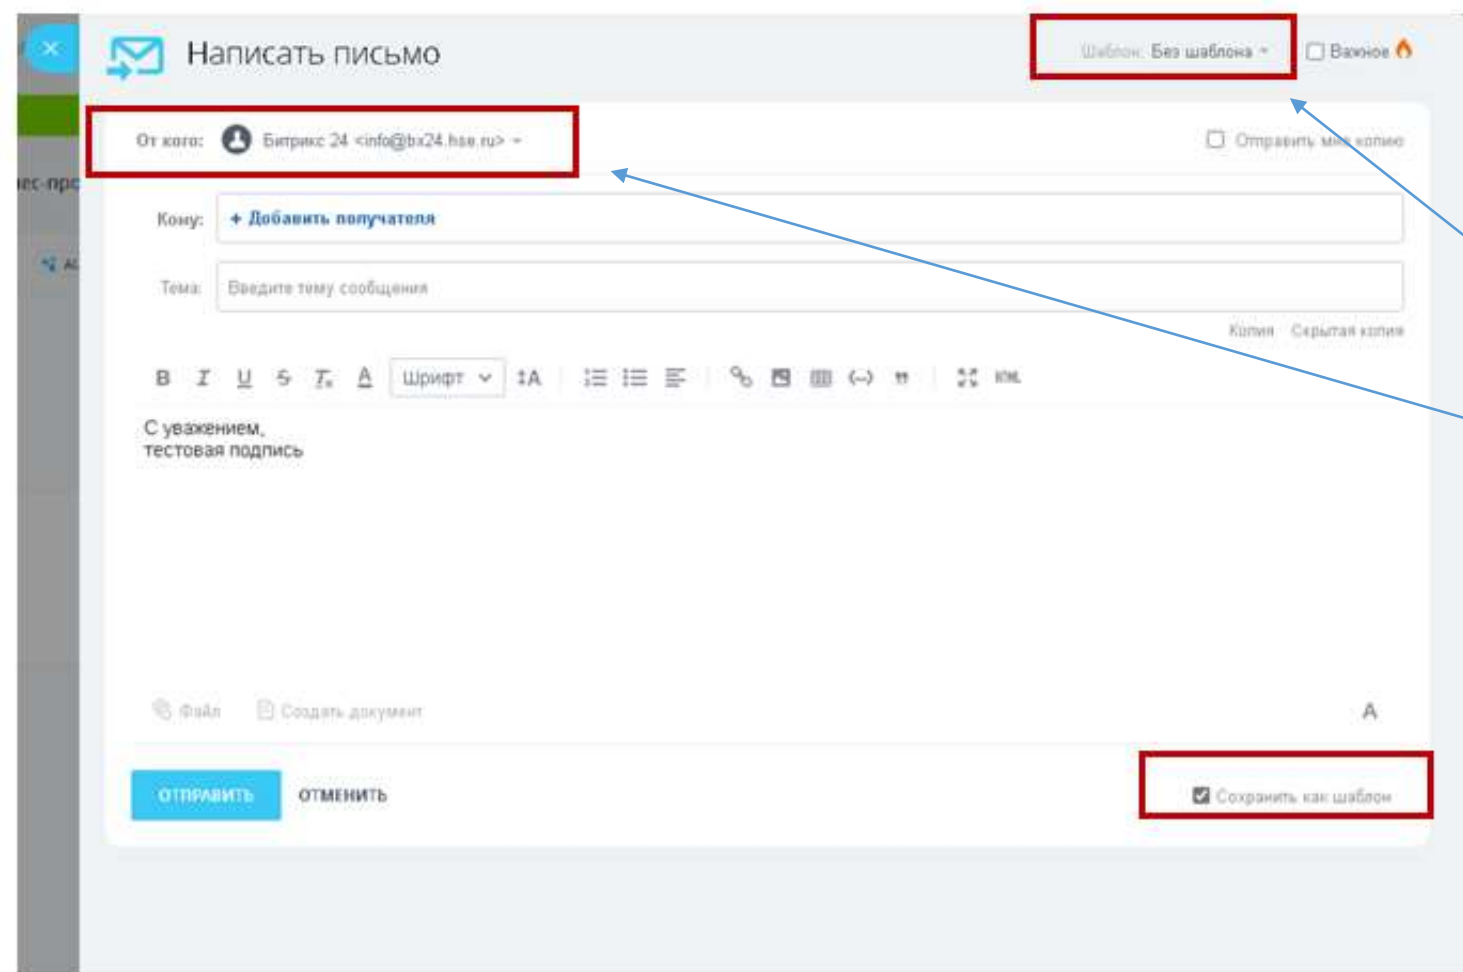 Написать письмо
Шаблон: Без шаблона
Важное
От кого: Битрикс 24 <info@bx24.hse.ru>
Отправить мне копию
Кому: + Добавить получателя
Тема: Введите тему сообщения
Копия Скрытая копия
B I U S Tx A Шрифт A HTML
С уважением,
тестовая подпись
Файл Создать документ A
ОТПРАВИТЬ ОТМЕНИТЬ
Сохранить как шаблон